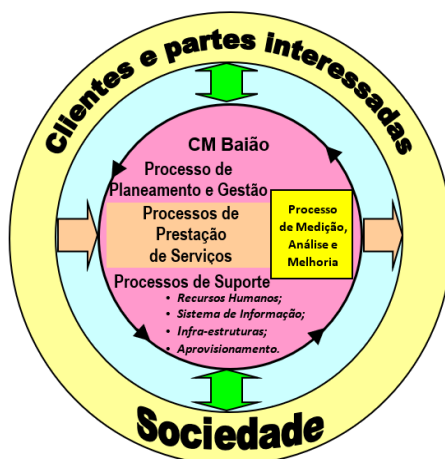 Clientes e partes interessadas
CM Baião
Processo de
Planeamento e Gestão
Processos de
Prestação
de Serviços
Processo
de Medição,
Análise e
Melhoria
Processos de Suporte
• Recursos Humanos;
• Sistema de Informação;
• Infra-estruturas;
• Aprovisionamento.
Sociedade